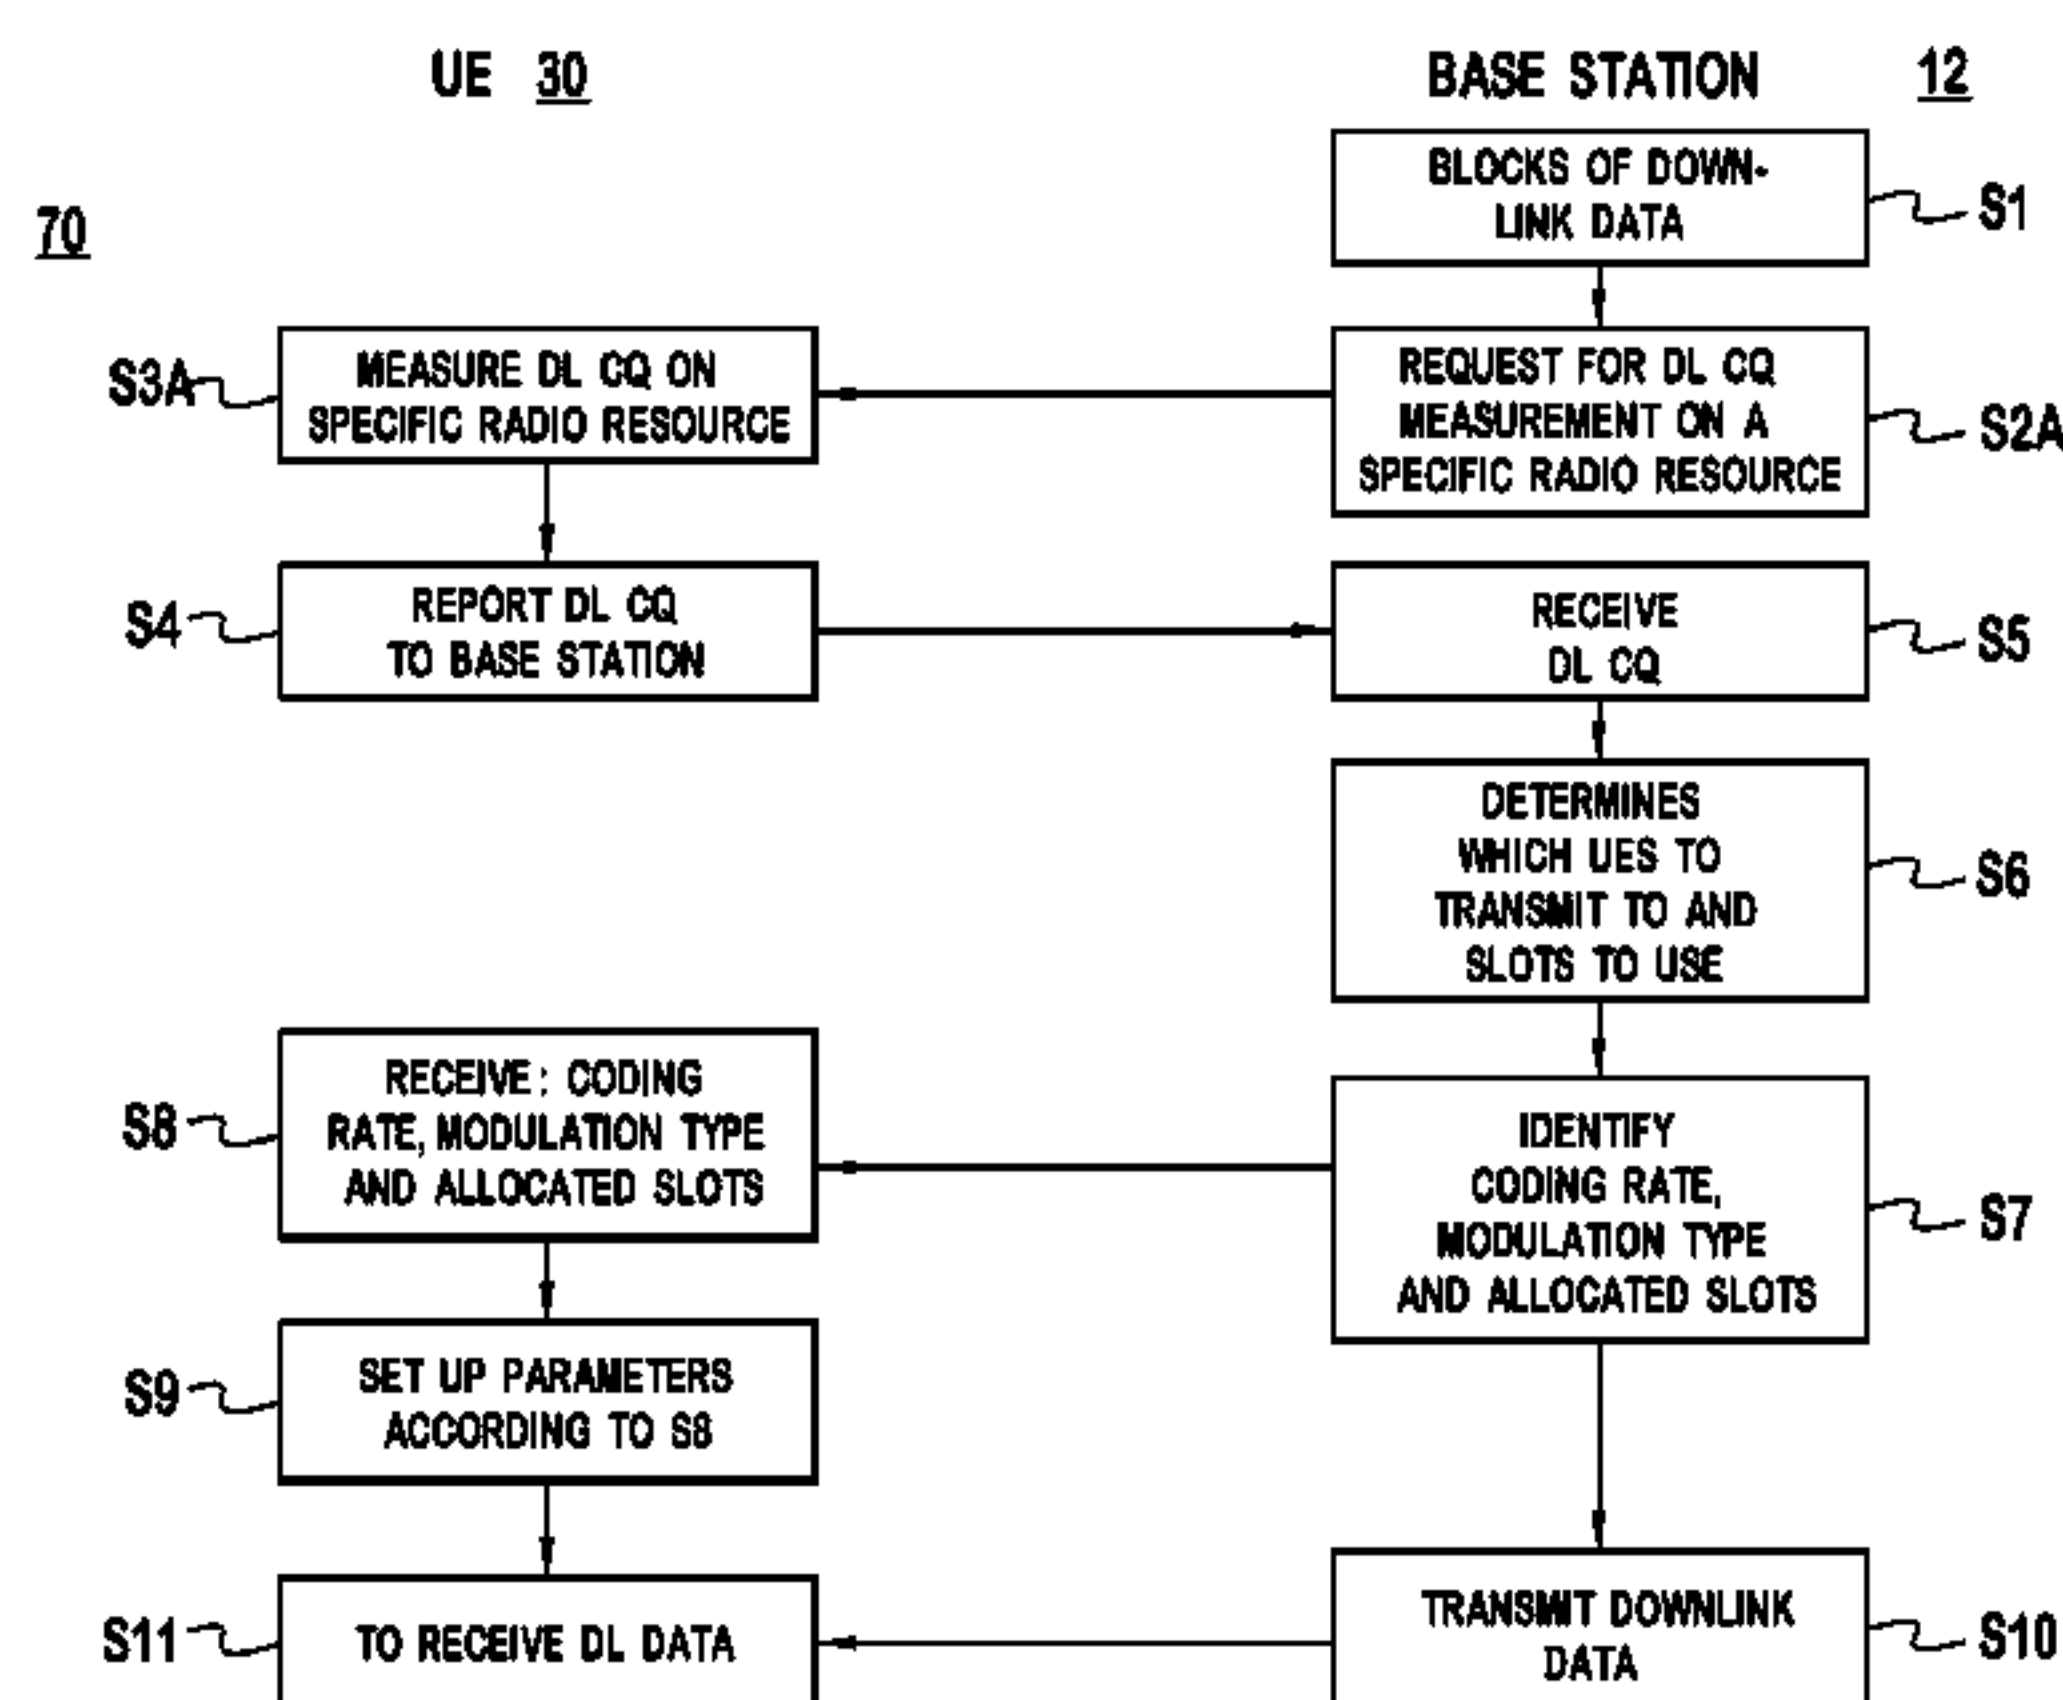 UE 30
BASE STATION 12
70
BLOCKS OF DOWN-
LINK DATA
S1
S3A
MEASURE DL CQ ON
SPECIFIC RADIO RESOURCE
REQUEST FOR DL CQ
MEASUREMENT ON A
SPECIFIC RADIO RESOURCE
S2A
S4
REPORT DL CQ
TO BASE STATION
RECEIVE
DL CQ
S5
DETERMINES
WHICH UES TO
TRANSMIT TO AND
SLOTS TO USE
S6
S8
RECEIVE: CODING
RATE, MODULATION TYPE
AND ALLOCATED SLOTS
IDENTIFY
CODING RATE,
MODULATION TYPE
AND ALLOCATED SLOTS
S7
S9
SET UP PARAMETERS
ACCORDING TO S8
S11
TO RECEIVE DL DATA
TRANSMIT DOWNLINK
DATA
S10